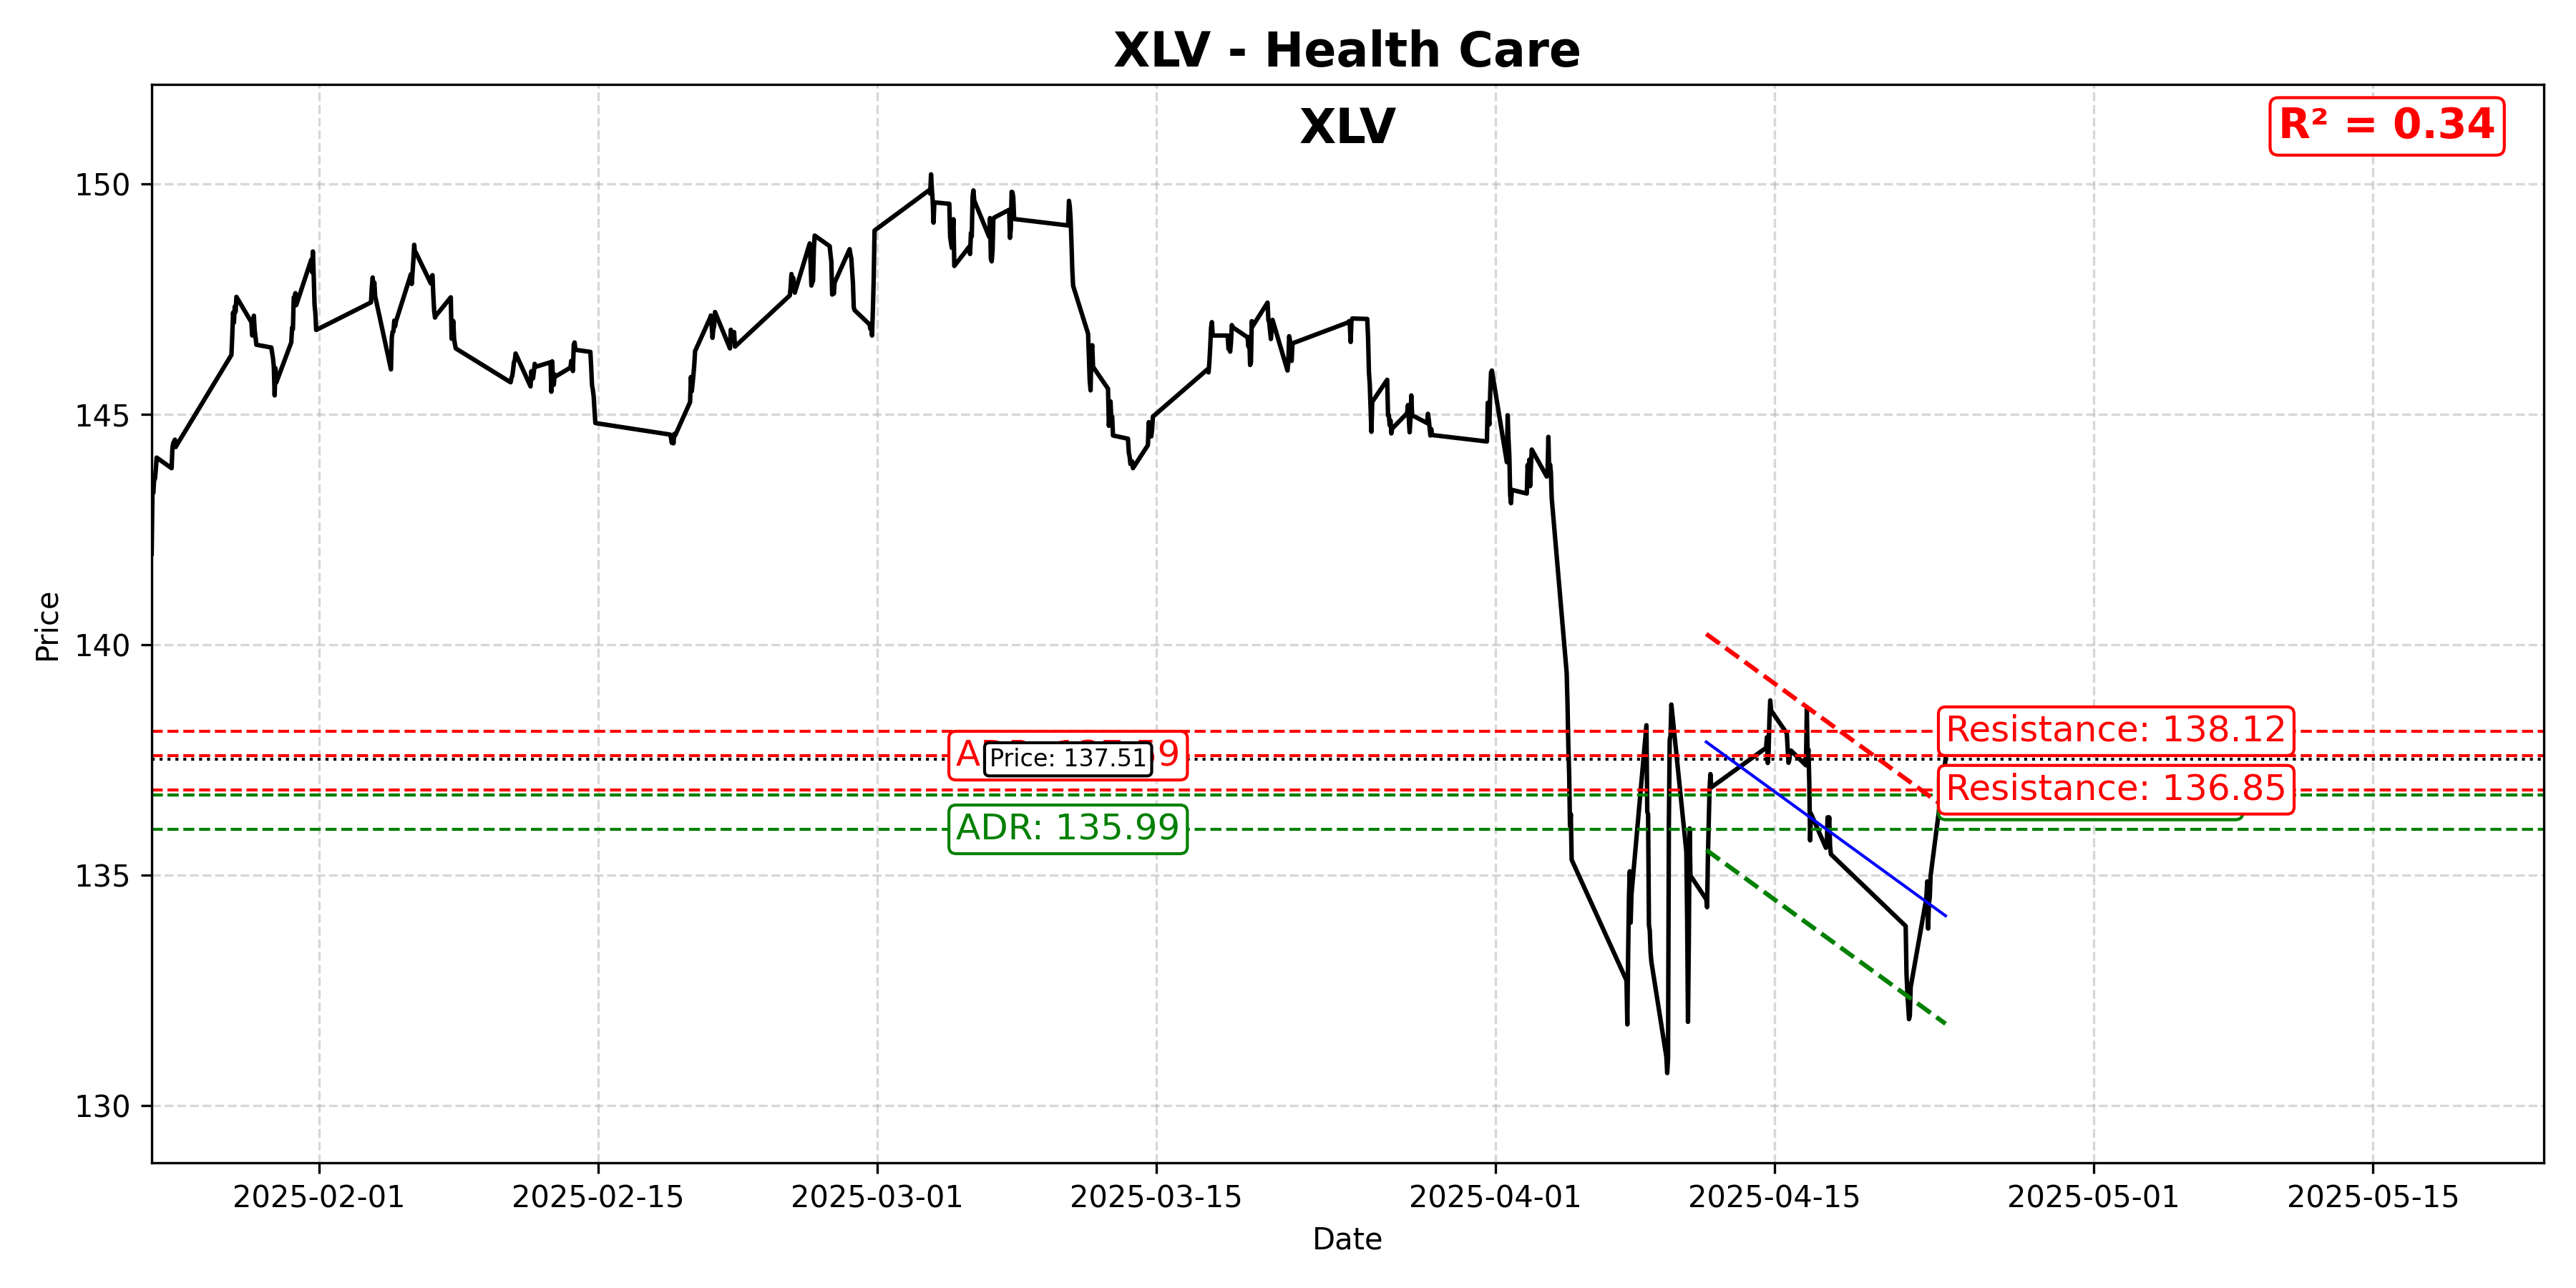 XLV - Health Care
XLV
R² = 0.34
150
145
140
135
130
Price
Resistance: 138.12
Price: 137.51
9
Resistance: 136.85
ADR: 135.99
2025-02-01
2025-02-15
2025-03-01
2025-03-15
2025-04-01
2025-04-15
2025-05-01
2025-05-15
Date